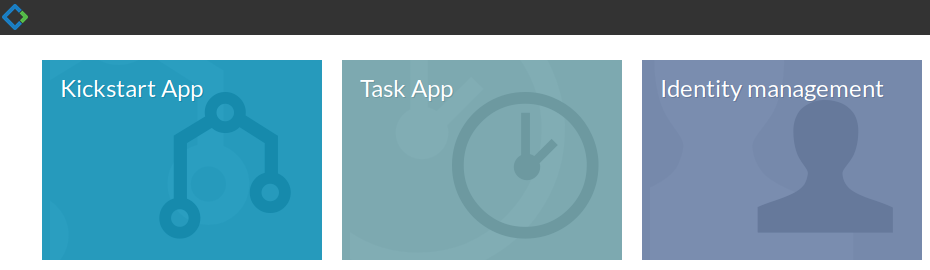 Kickstart App
Task App
Identity management